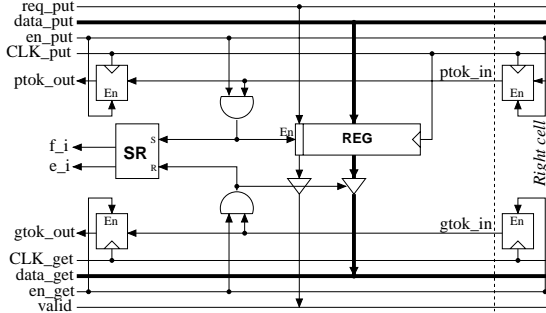 req_put
data_put
en_put
CLK_put
ptok_out
ptok_in
En
En
En
REG
SR
S
R
f_i
e_i
Right cell
En
En
gtok_out
gtok_in
CLK_get
data_get
en_get
valid